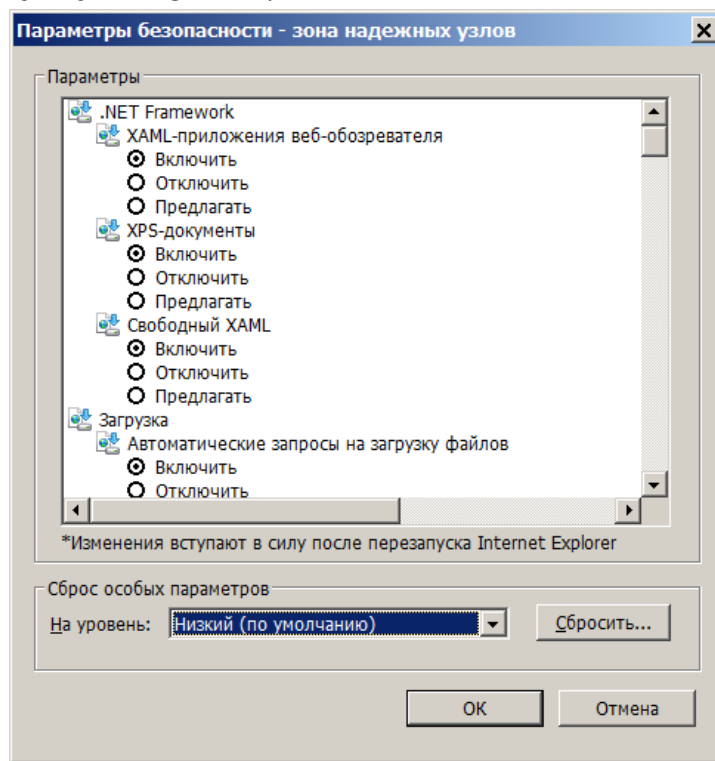 Параметры безопасности - зона надежных узлов
Параметры
.NET Framework
XAML-приложения веб-обозревателя
Включить
Отключить
Предлагать
XPS-документы
Включить
Отключить
Предлагать
Свободный XAML
Включить
Отключить
Предлагать
Загрузка
Автоматические запросы на загрузку файлов
Включить
Отключить
*Изменения вступают в силу после перезапуска Internet Explorer
Сброс особых параметров
На уровень: Низкий (по умолчанию) Сбросить...
ОК Отмена